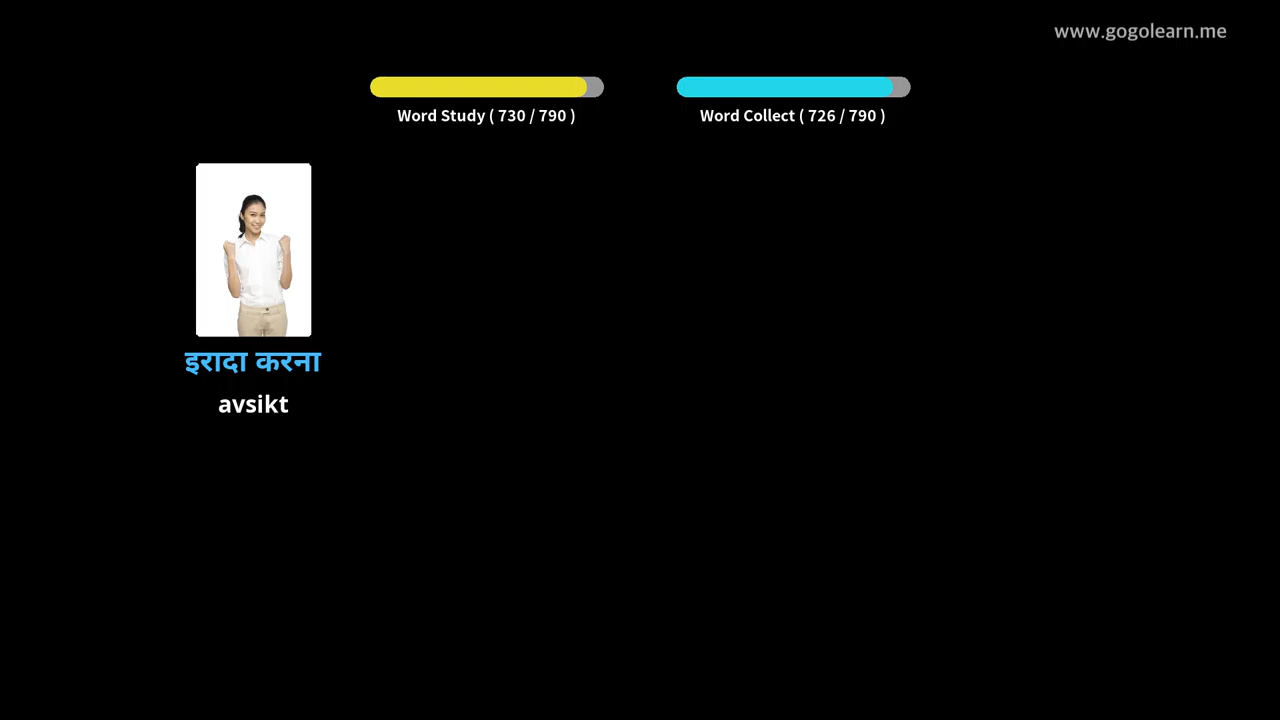 www.gogolearn.me
Word Study ( 730 / 790 )
Word Collect ( 726 / 790 )
इरादा करना
avsikt